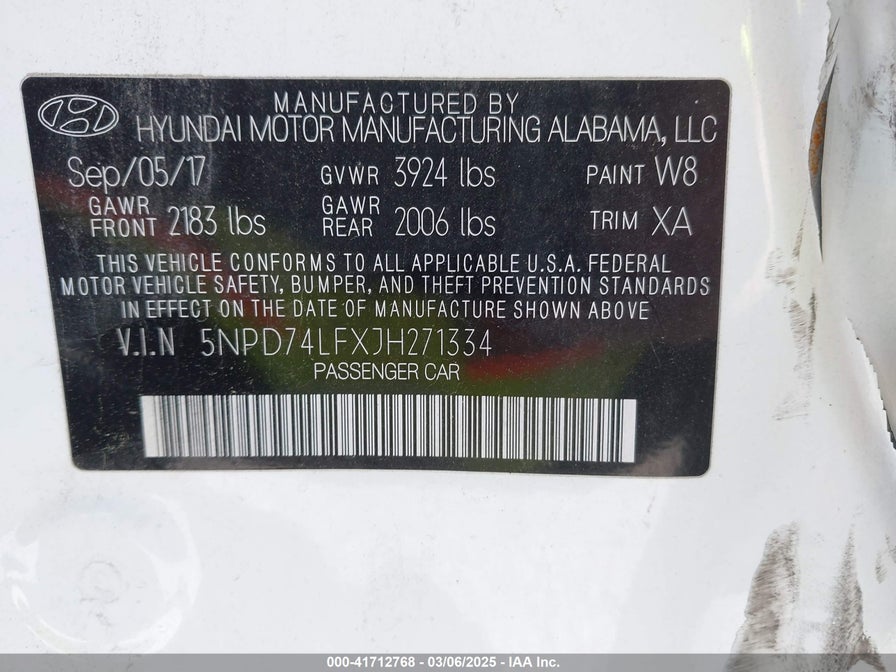 MANUFACTURED BY
HYUNDAI MOTOR MANUFACTURING ALABAMA, LLC
Sep/05/17 GVWR 3924 lbs PAINT W8
GAWR FRONT 2183 lbs GAWR REAR 2006 lbs TRIM XA
THIS VEHICLE CONFORMS TO ALL APPLICABLE U.S.A. FEDERAL
MOTOR VEHICLE SAFETY, BUMPER, AND THEFT PREVENTION STANDARDS
IN EFFECT ON THE DATE OF MANUFACTURE SHOWN ABOVE
V.I.N 5NPD74LFXJH271334
PASSENGER CAR
000-41712768 - 03/06/2025 - IAA Inc.